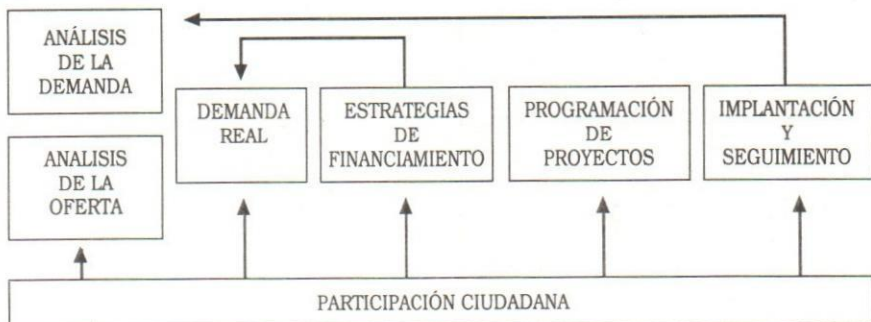 ANÁLISIS
DE LA
DEMANDA
ANALISIS
DE LA
OFERTA
DEMANDA
REAL
ESTRATEGIAS
DE
FINANCIAMIENTO
PROGRAMACIÓN
DE
PROYECTOS
IMPLANTACIÓN
Y
SEGUIMIENTO
PARTICIPACIÓN CIUDADANA